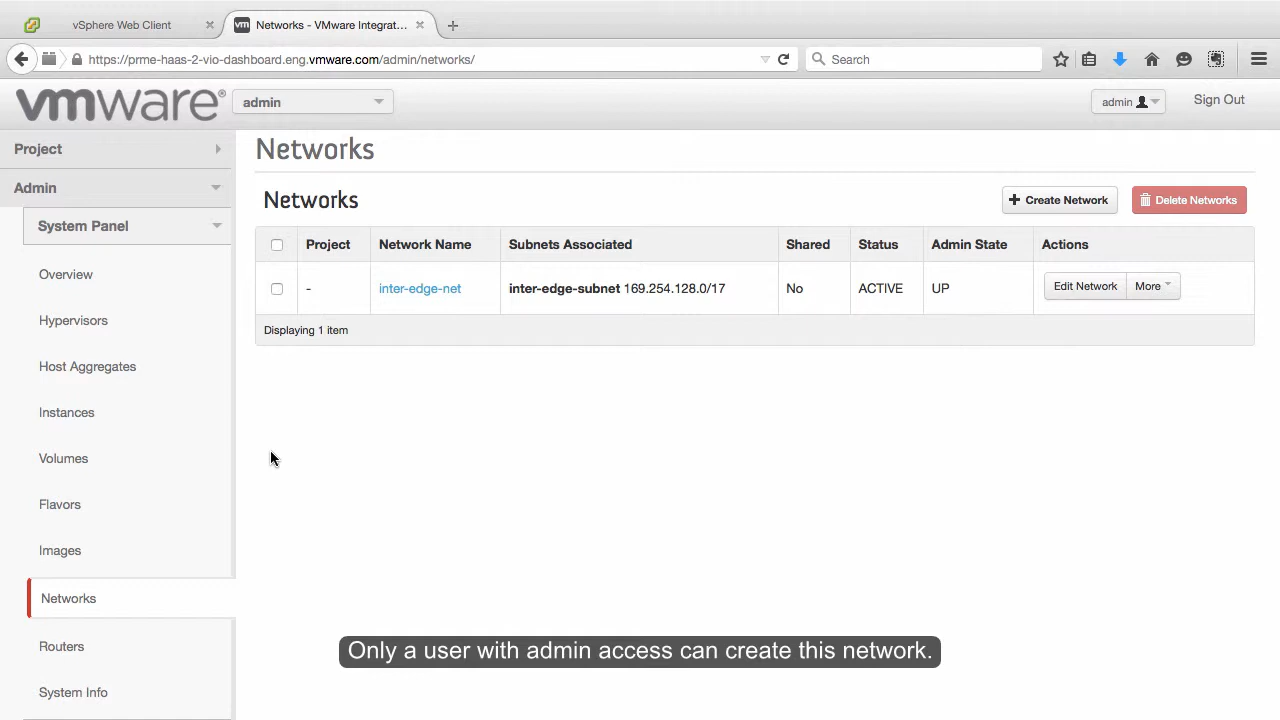 vSphere Web Client
vm Networks - VMware Integrat...
https://prme-haas-2-vio-dashboard.eng.vmware.com/admin/networks/
Search
vmware®
admin
admin
Sign Out
Project
Admin
System Panel
Overview
Hypervisors
Host Aggregates
Instances
Volumes
Flavors
Images
Networks
Routers
System Info
Networks
Networks
+ Create Network
Delete Networks
Project Network Name Subnets Associated Shared Status Admin State Actions
- inter-edge-net inter-edge-subnet 169.254.128.0/17 No ACTIVE UP Edit Network More
Displaying 1 item
Only a user with admin access can create this network.